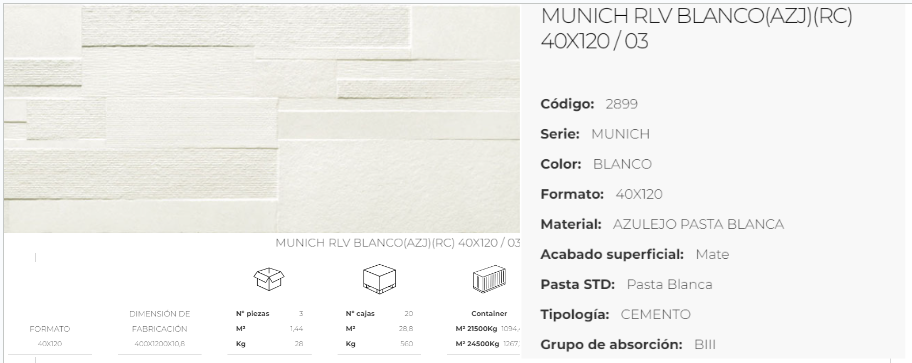 MUNICH RLV BLANCO(AZJ)(RC)
40X120 / 03
Código: 2899
Serie: MUNICH
Color: BLANCO
Formato: 40X120
Material: AZULEJO PASTA BLANCA
Acabado superficial: Mate
Pasta STD: Pasta Blanca
Tipología: CEMENTO
Grupo de absorción: BIII
MUNICH RLV BLANCO(AZJ)(RC) 40X120 / 03
FORMATO
40X120
DIMENSIÓN DE
FABRICACIÓN
400X1200X10,6
Nº piezas 3
M² 1,44
Kg 28
Nº cajas 20
M² 28,8
Kg 560
Container
M² 21500Kg 1094,
M² 24500Kg 1267,